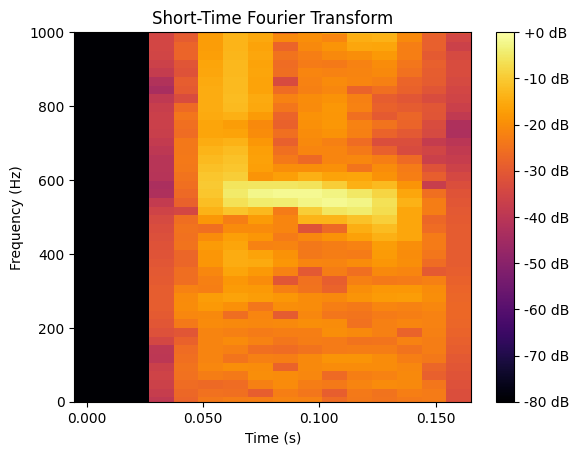 Short-Time Fourier Transform
1000
800
600
400
200
0
Frequency (Hz)
0.000
0.050
0.100
0.150
Time (s)
+0 dB
-10 dB
-20 dB
-30 dB
-40 dB
-50 dB
-60 dB
-70 dB
-80 dB